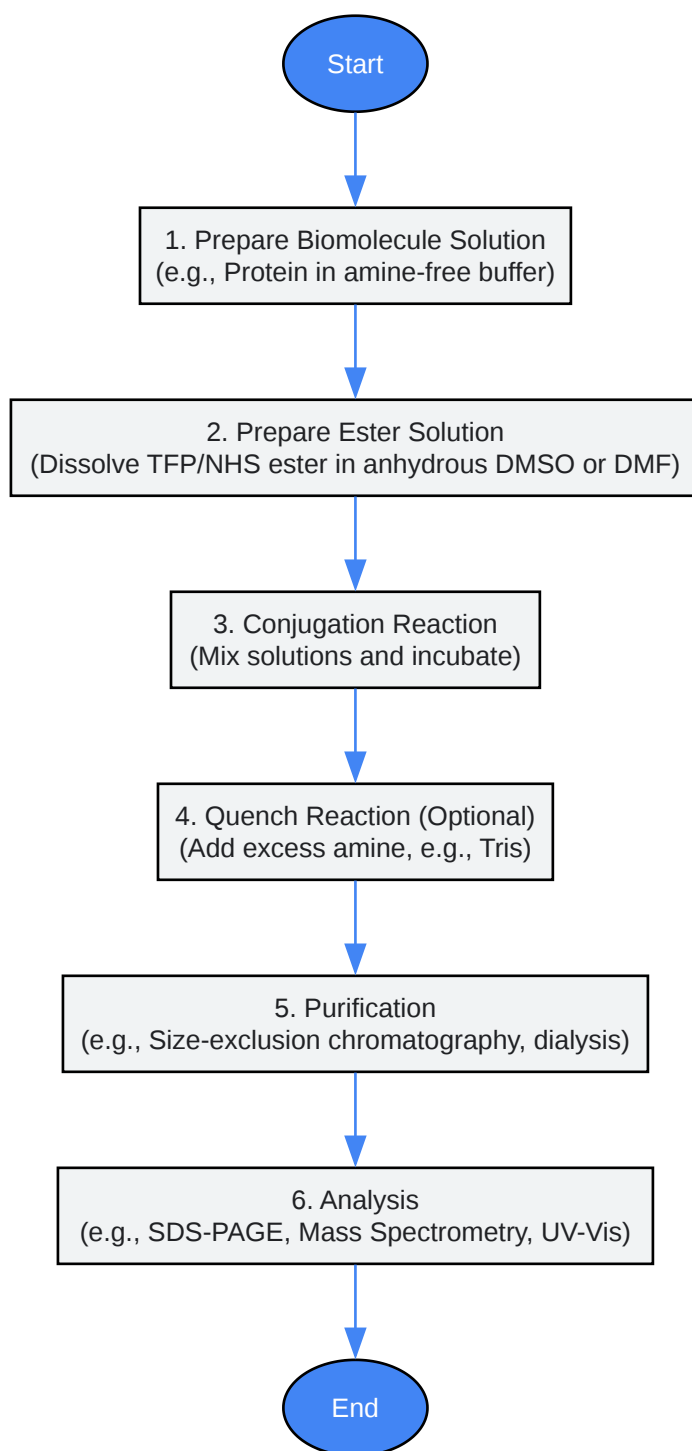 Start
1. Prepare Biomolecule Solution
(e.g., Protein in amine-free buffer)
2. Prepare Ester Solution
(Dissolve TFP/NHS ester in anhydrous DMSO or DMF)
3. Conjugation Reaction
(Mix solutions and incubate)
4. Quench Reaction (Optional)
(Add excess amine, e.g., Tris)
5. Purification
(e.g., Size-exclusion chromatography, dialysis)
6. Analysis
(e.g., SDS-PAGE, Mass Spectrometry, UV-Vis)
End